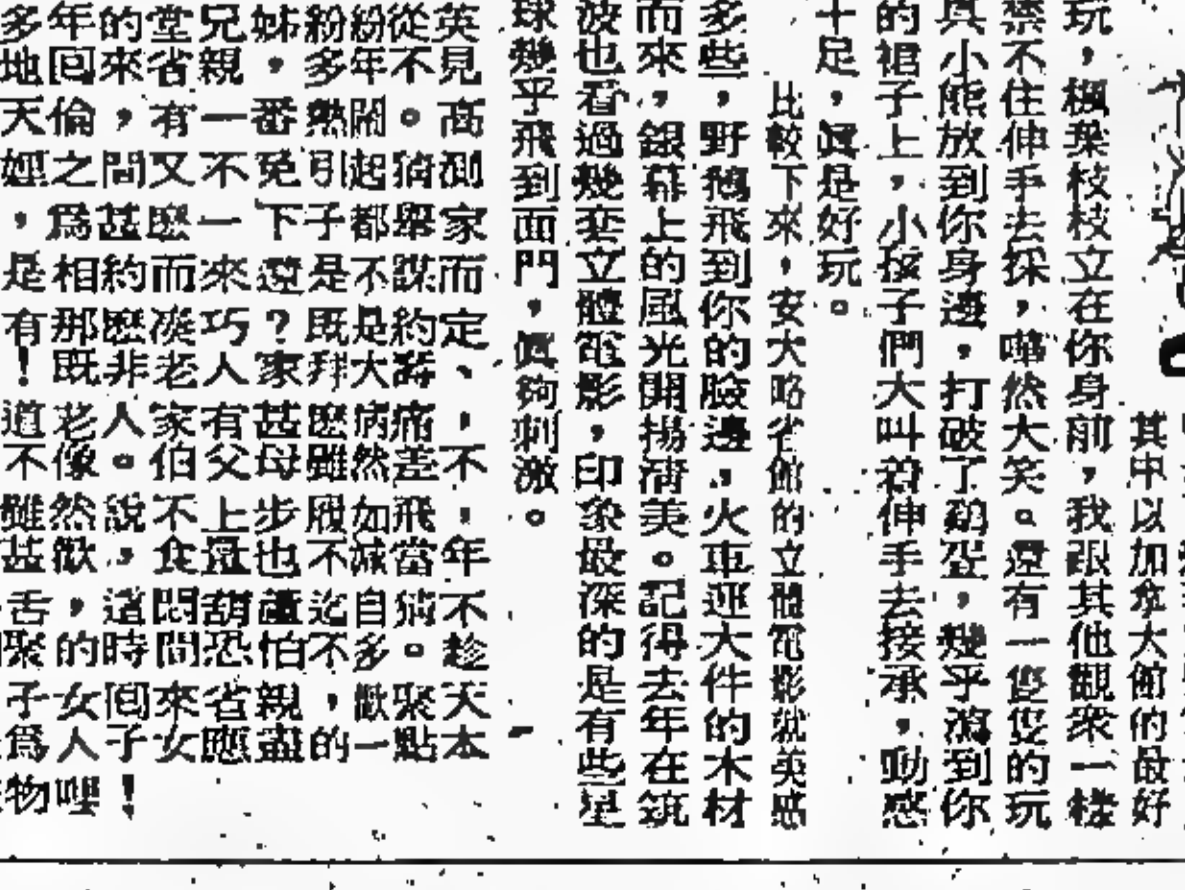 其中以加拿大館的最好
玩，楓葉枝枝立在你身前，我跟其他觀衆一樣
禁不住伸手去採，嘩然大笑。還有一隻隻的玩
具小熊放到你身邊，打破了鷄蛋，幾乎瀉到你
的裙子上，小孩子們大叫着伸手去接承，動感
十足，眞是好玩。
比較下來，安大略省館的立體電影就英感
多些，野鵝飛到你的臉邊，火車運大件的木材
而來，銀幕上的風光開揚淸美。記得去年在筑
波也看過幾套立體電影，印象最深的是有些星
球幾乎飛到面門，眞夠刺激。
多年的堂兄姊紛紛從英
地回來省親，多年不見
天倫，有一番熱鬧。高
娌之間又不免引起猜測
，爲甚麼一下子都舉家
是相約而來還是不謀而
有那麼湊巧？既是約定
！既非老人家拜大壽、
道老人家有甚麼病痛，
不像。伯父母雖然差不
雖然說不上步履如飛，
甚歡，食量也不減當年
舌，這悶葫蘆迄自猜不
聚的時間恐怕不多。趁
子女回來省親，歡聚天
爲人子女應盡的一點本
物哩！